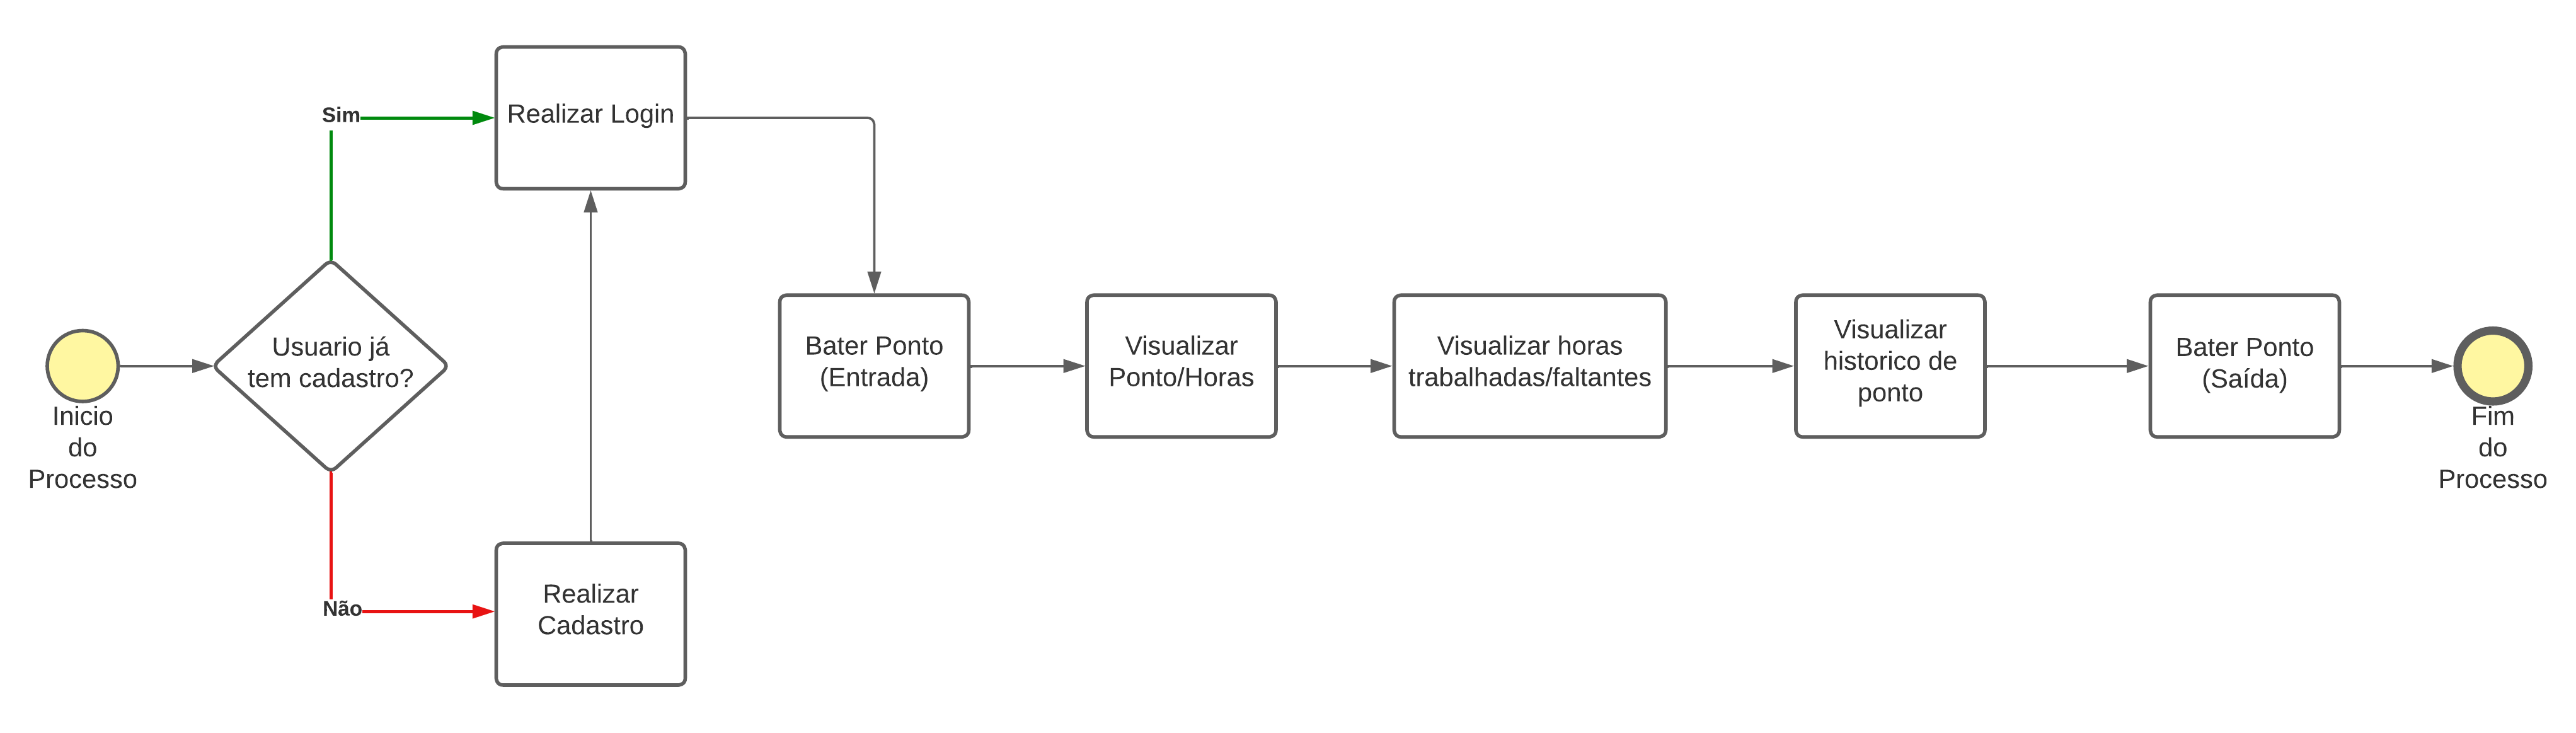 Inicio
do
Processo
Usuario já
tem cadastro?
Sim
Não
Realizar Login
Realizar
Cadastro
Bater Ponto
(Entrada)
Visualizar
Ponto/Horas
Visualizar horas
trabalhadas/faltantes
Visualizar
historico de
ponto
Bater Ponto
(Saída)
Fim
do
Processo